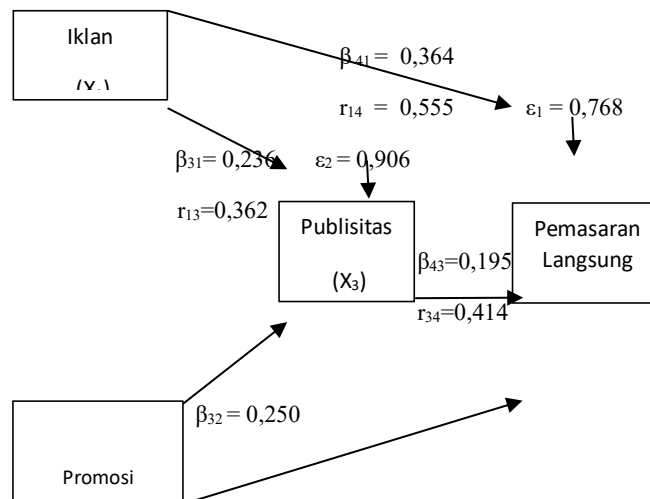 Iklan
β41 = 0,364
r14 = 0,555
ε1 = 0,768
β31= 0,236
ε2 = 0,906
r13=0,362
Publisitas
(X3)
Pemasaran
Langsung
β43=0,195
r34=0,414
β32 = 0,250
Promosi